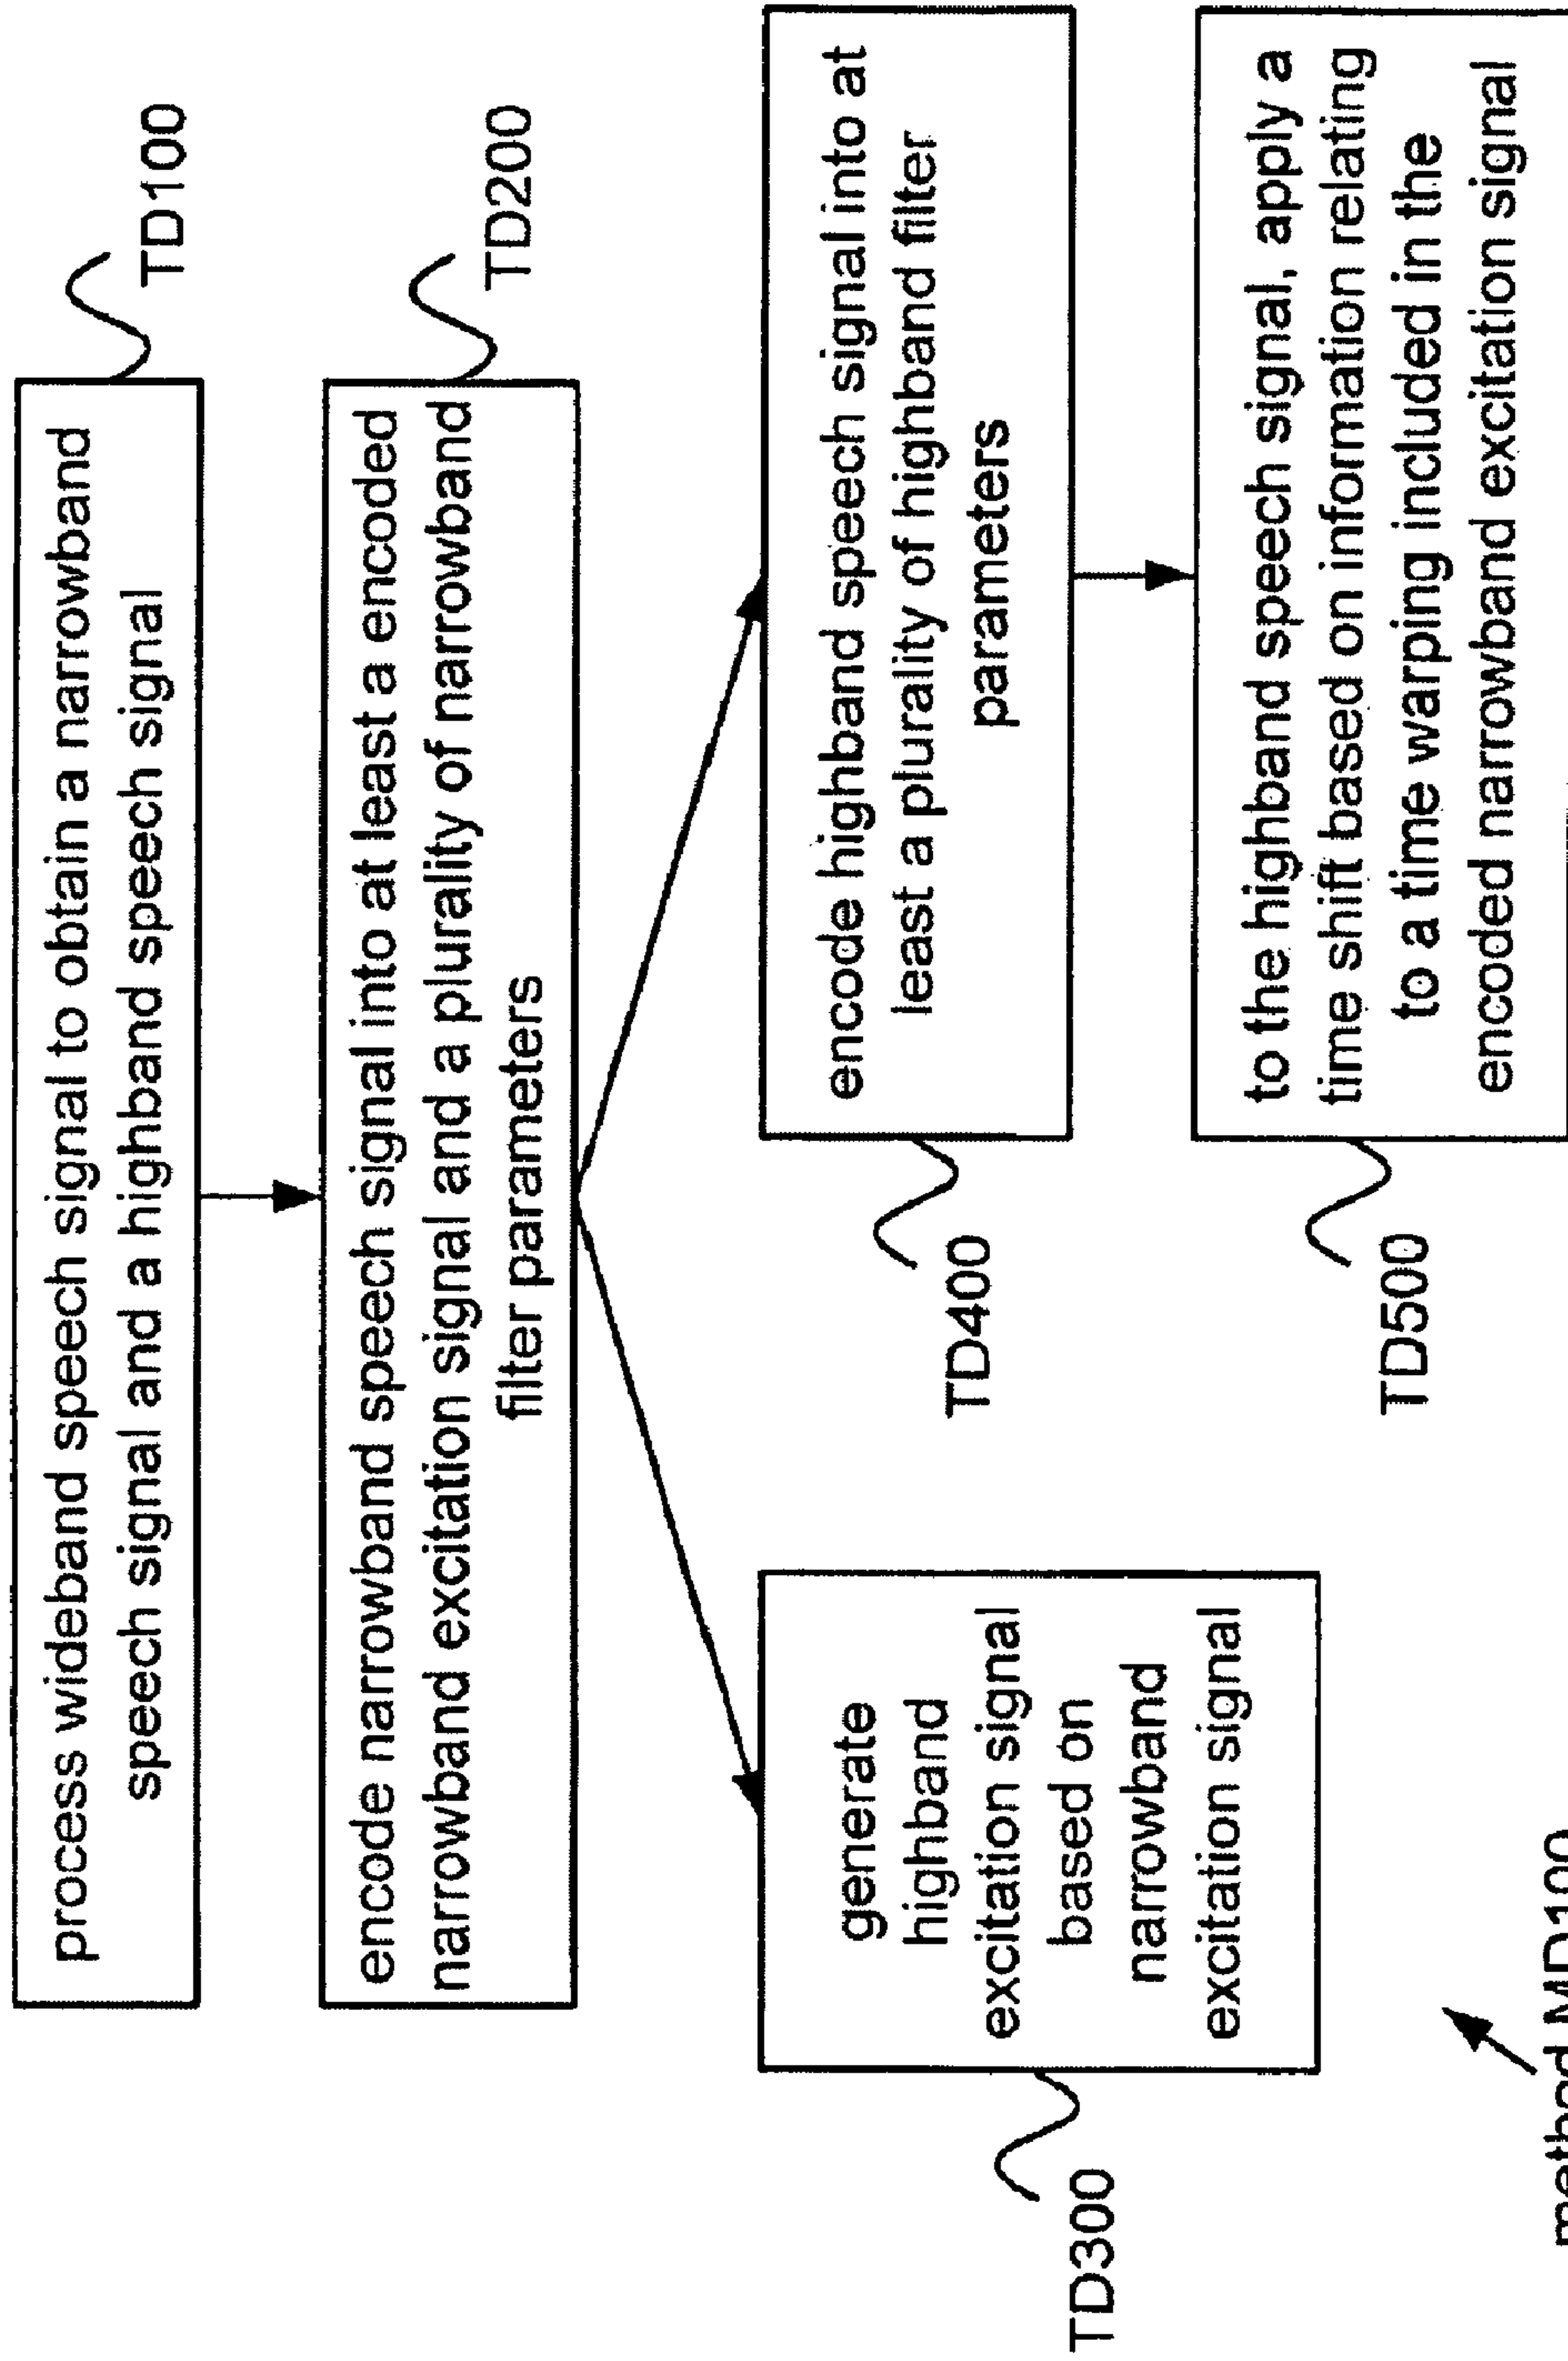 process wideband speech signal to obtain a narrowband
speech signal and a highband speech signal
TD100
encode narrowband speech signal into at least a encoded
narrowband excitation signal and a plurality of narrowband
filter parameters
TD200
TD300
generate
highband
excitation signal
based on
narrowband
excitation signal
TD400
encode highband speech signal into at
least a plurality of highband filter
parameters
TD500
to the highband speech signal, apply a
time shift based on information relating
to a time warping included in the
encoded narrowband excitation signal
method MD100